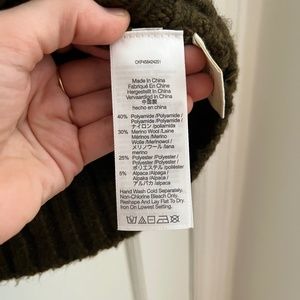 CKF458424251
Made In China
Fabriqué En Chine
Hergestellt In China
Vervaardigd In China
中国製
hecho en china
40% Polyamide /Polyamide
/Polyamid /Polyamide /
ナイロン /poliamida
30% Merino Wool /Laine
Mérinos /Merino
Wolle /Merinowol /
メリノウール /lana
merino
25% Polyester /Polyester /
Polyester /Polyester /
ポリエステル /poliéster
5% Alpaca /Alpaga /
Alpaka /Alpaca /
アルパカ /alpaca
Hand Wash Cold Separately.
Non-Chlorine Bleach Only.
Reshape And Lay Flat To Dry.
Iron On Lowest Setting.